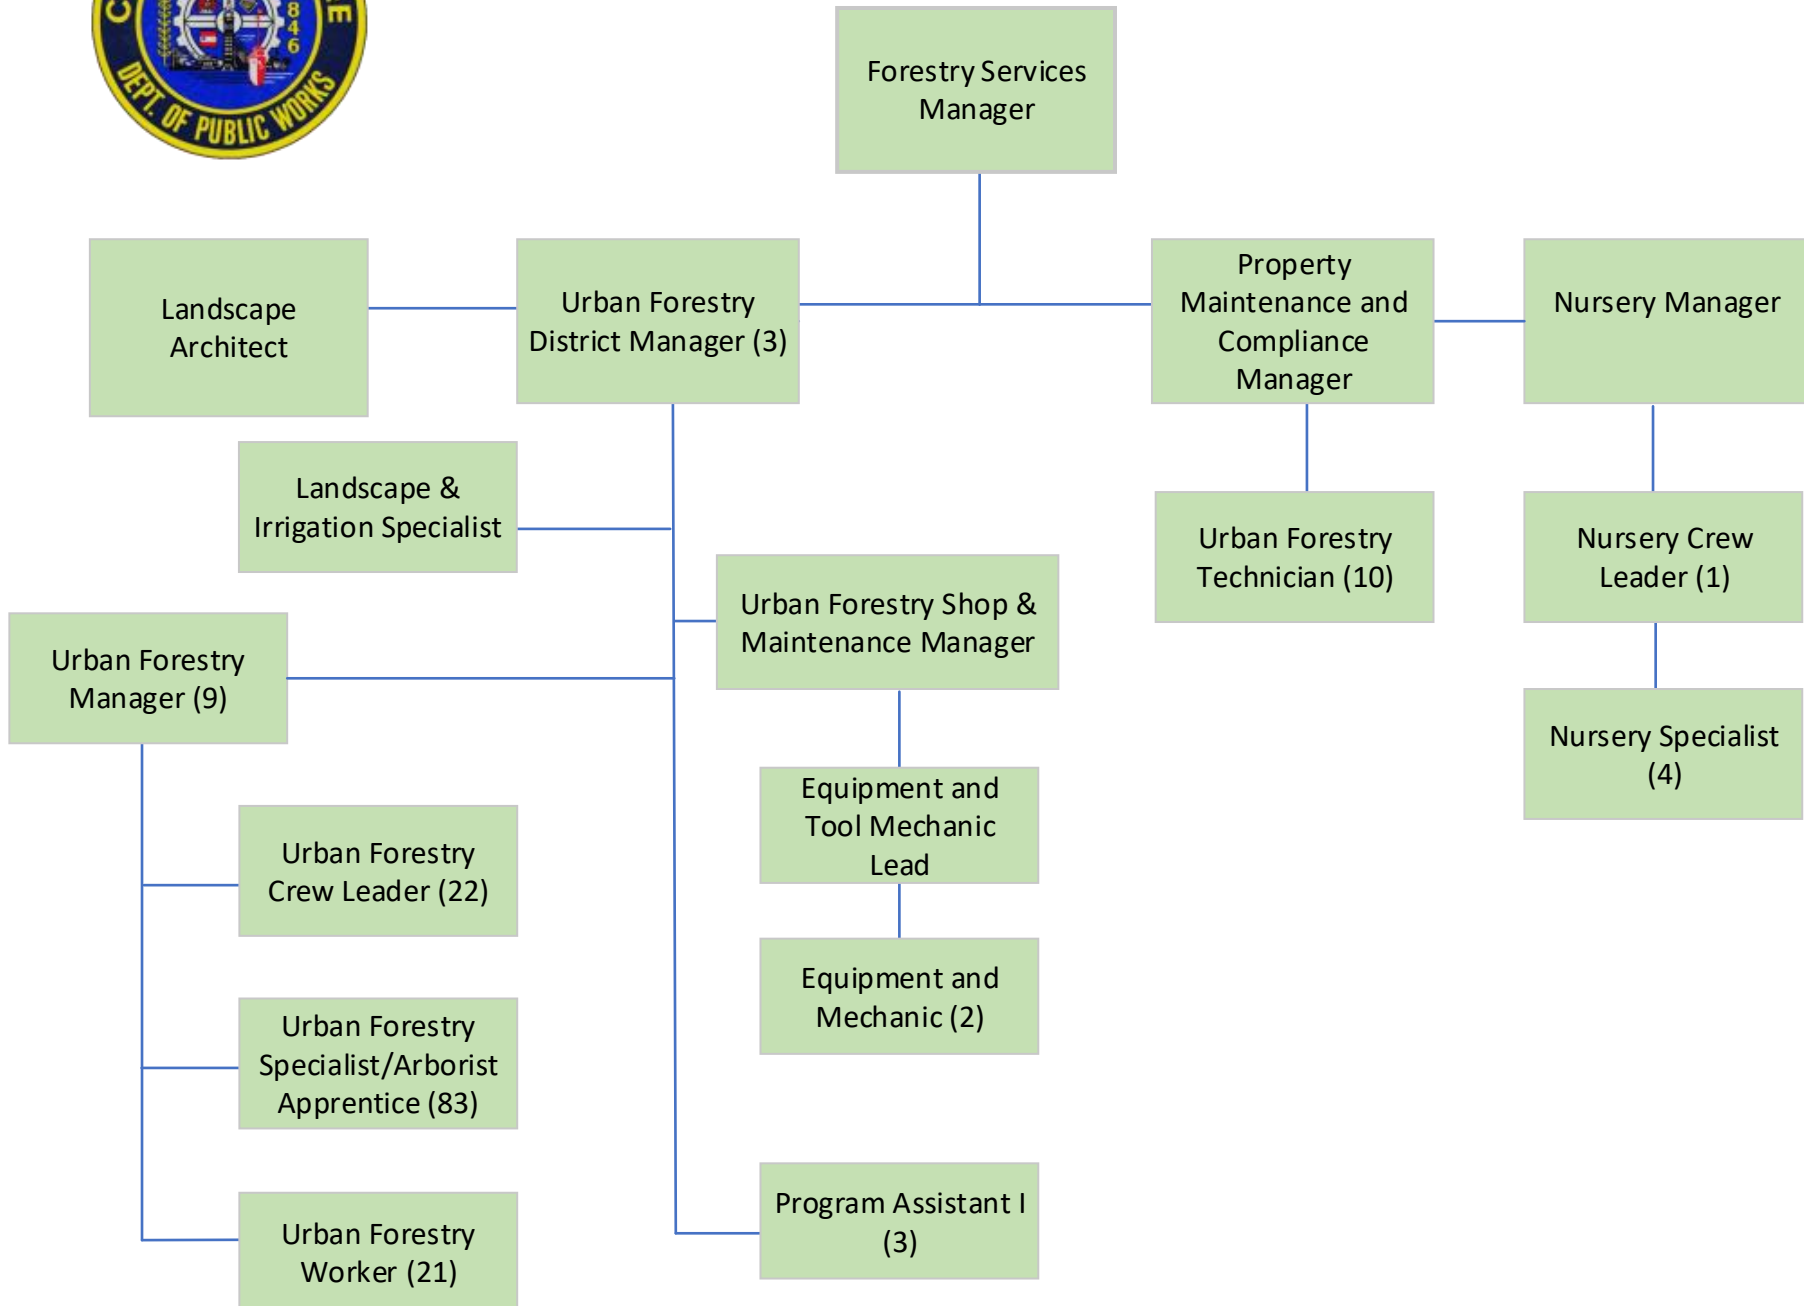 846
DEPT. OF PUBLIC WORKS
Forestry Services
Manager
Landscape
Architect
Urban Forestry
District Manager (3)
Property
Maintenance and
Compliance
Manager
Nursery Manager
Landscape &
Irrigation Specialist
Urban Forestry
Technician (10)
Nursery Crew
Leader (1)
Urban Forestry Shop &
Maintenance Manager
Urban Forestry
Manager (9)
Nursery Specialist
(4)
Equipment and
Tool Mechanic
Lead
Urban Forestry
Crew Leader (22)
Equipment and
Mechanic (2)
Urban Forestry
Specialist/Arborist
Apprentice (83)
Program Assistant I
(3)
Urban Forestry
Worker (21)